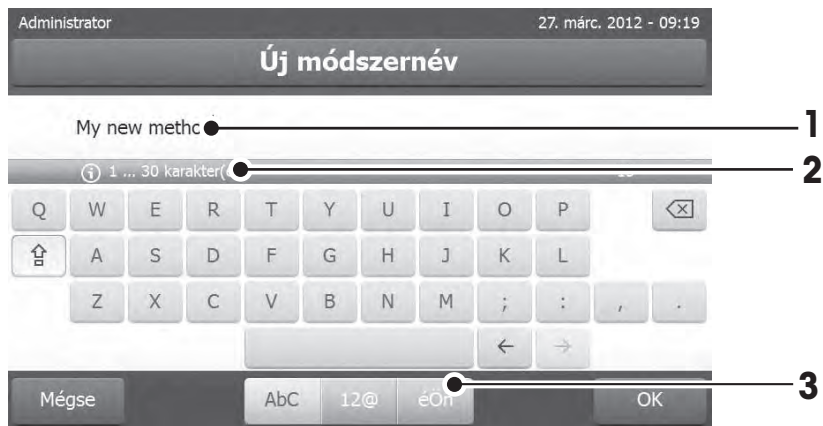 Administrator 27. márc. 2012 - 09:19
Új módszernév
My new methc 1
1 ... 30 karakter( 2
Q W E R T Y U I O P
A S D F G H J K L
Z X C V B N M ; : , .
Mégse AbC 12@ éÖñ OK 3